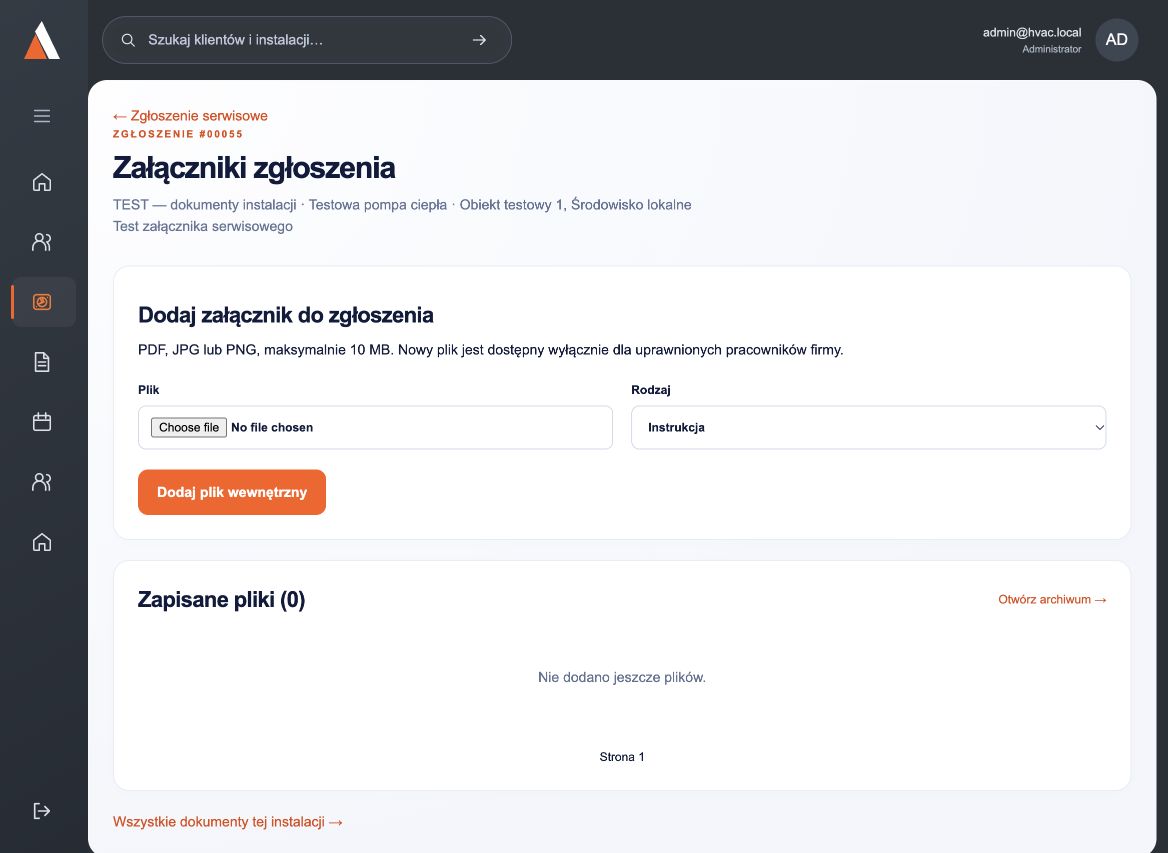 Szukaj klientów i instalacji…
admin@hvac.local
Administrator
AD
← Zgłoszenie serwisowe
ZGŁOSZENIE #00055
Załączniki zgłoszenia
TEST — dokumenty instalacji · Testowa pompa ciepła · Obiekt testowy 1, Środowisko lokalne
Test załącznika serwisowego
Dodaj załącznik do zgłoszenia
PDF, JPG lub PNG, maksymalnie 10 MB. Nowy plik jest dostępny wyłącznie dla uprawnionych pracowników firmy.
Plik
Rodzaj
Choose file No file chosen
Instrukcja
Dodaj plik wewnętrzny
Zapisane pliki (0)
Otwórz archiwum →
Nie dodano jeszcze plików.
Strona 1
Wszystkie dokumenty tej instalacji →